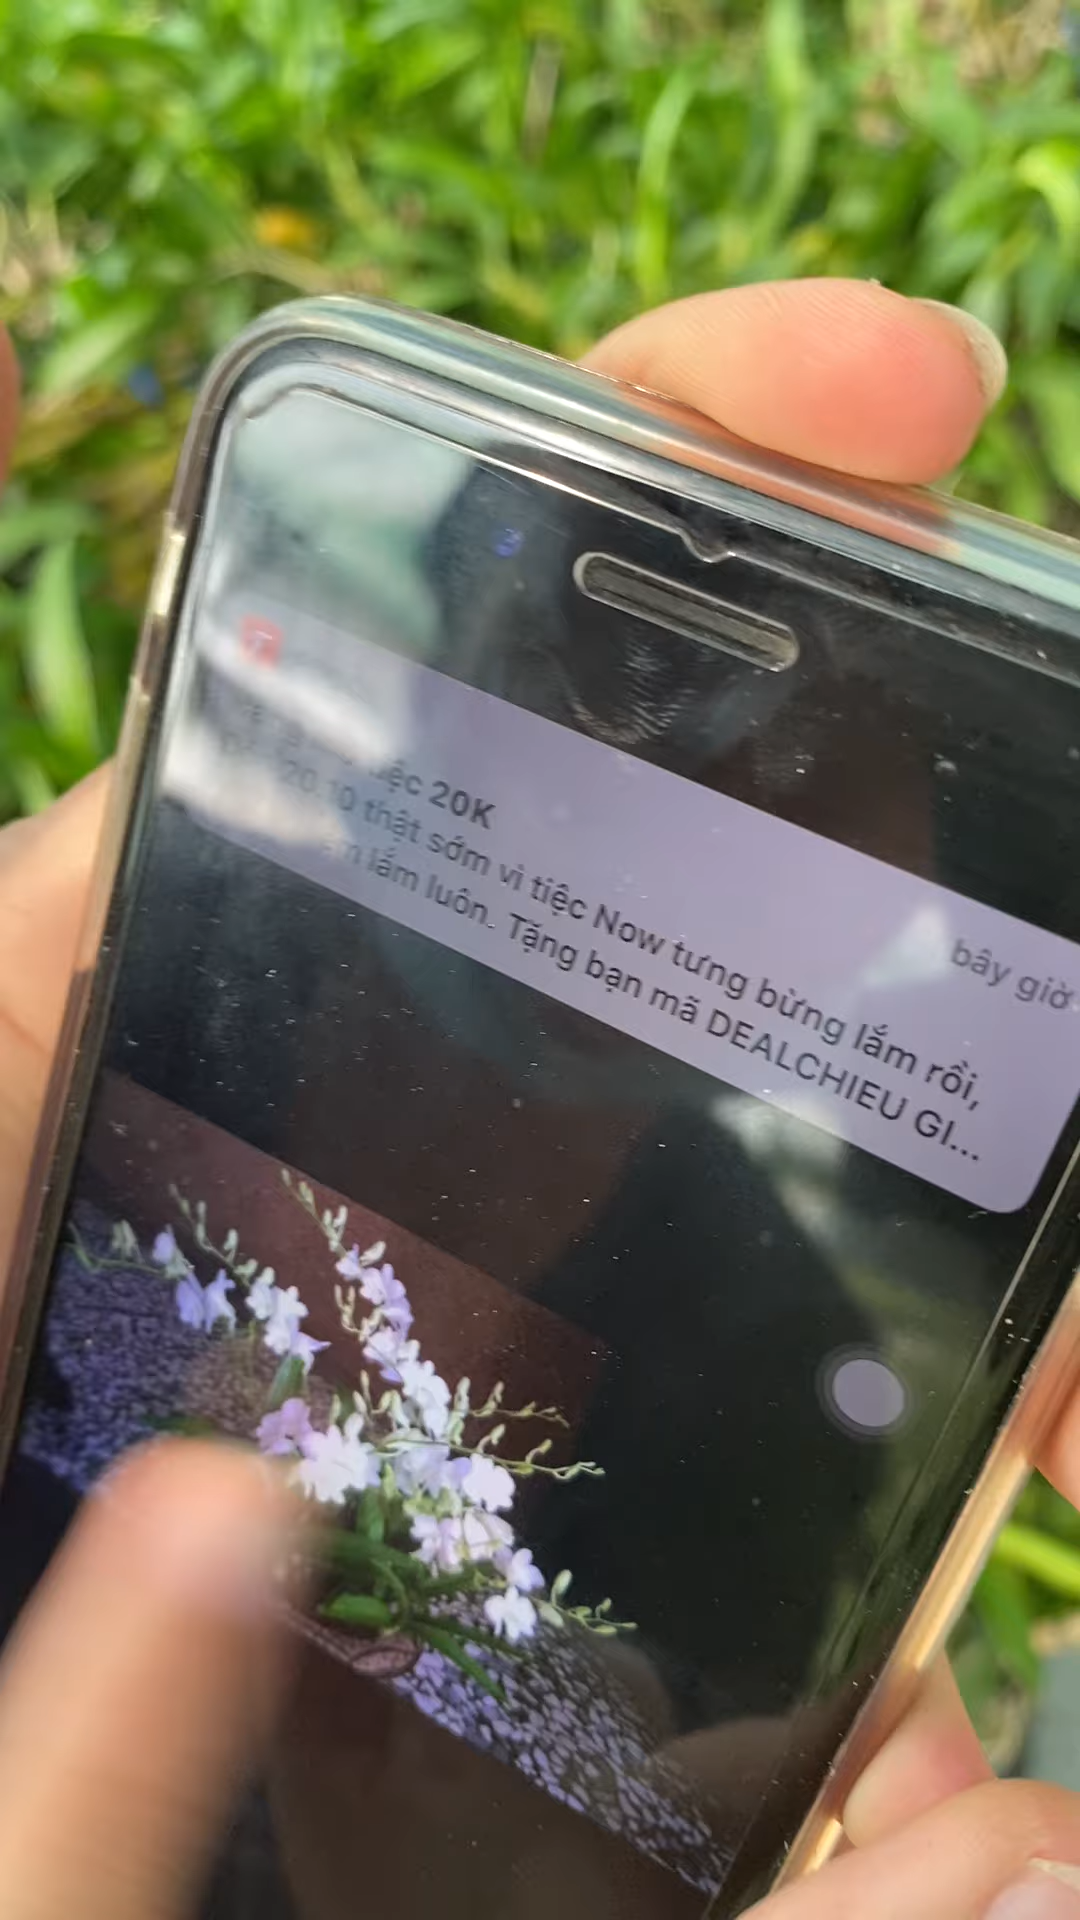 bây giờ
tiệc 20K
20.10 thật sớm vì tiệc Now tưng bừng lắm rồi,
lắm luôn. Tặng bạn mã DEALCHIEU GI...